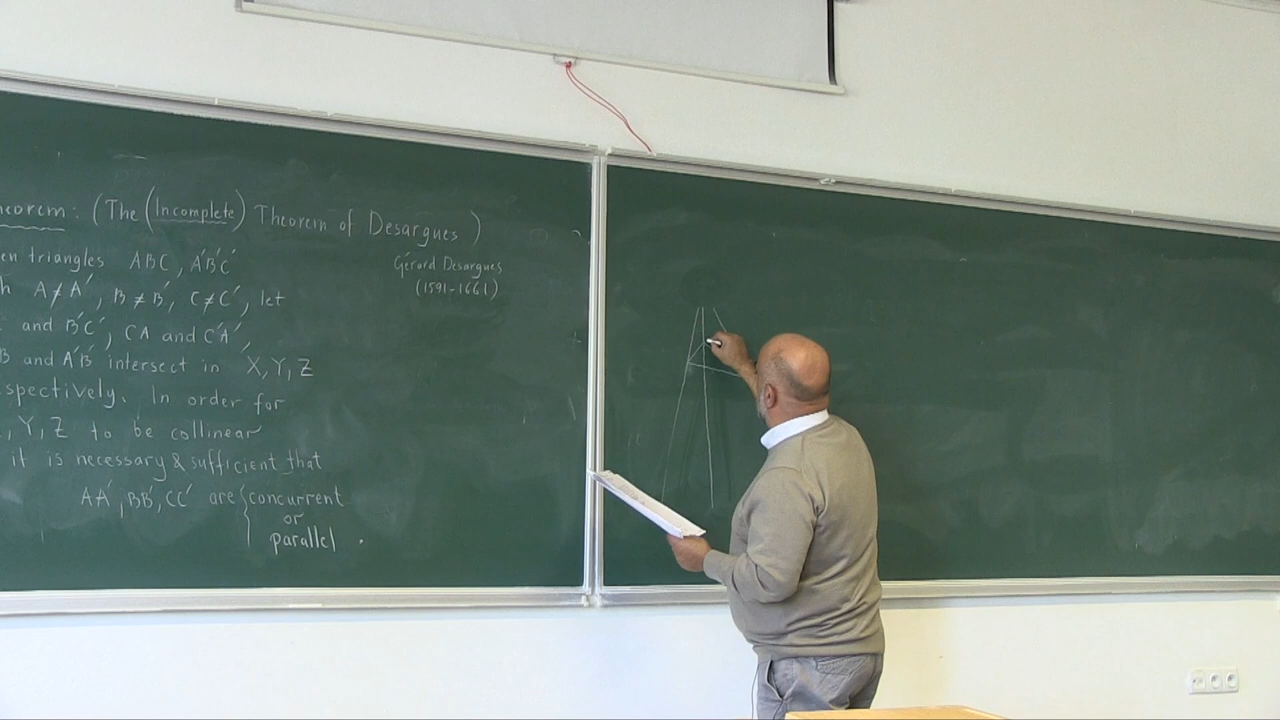 eorem: (The (Incomplete) Theorem of Desargues)
Gérard Desargues
(1591-1661)
en triangles ABC, A'B'C'
h A≠A', B≠B', C≠C', let
and B'C', CA and C'A',
B and A'B' intersect in X,Y,Z
spectively. In order for
, Y, Z to be collinear
it is necessary & sufficient that
AA', BB', CC' are { concurrent
or
parallel .